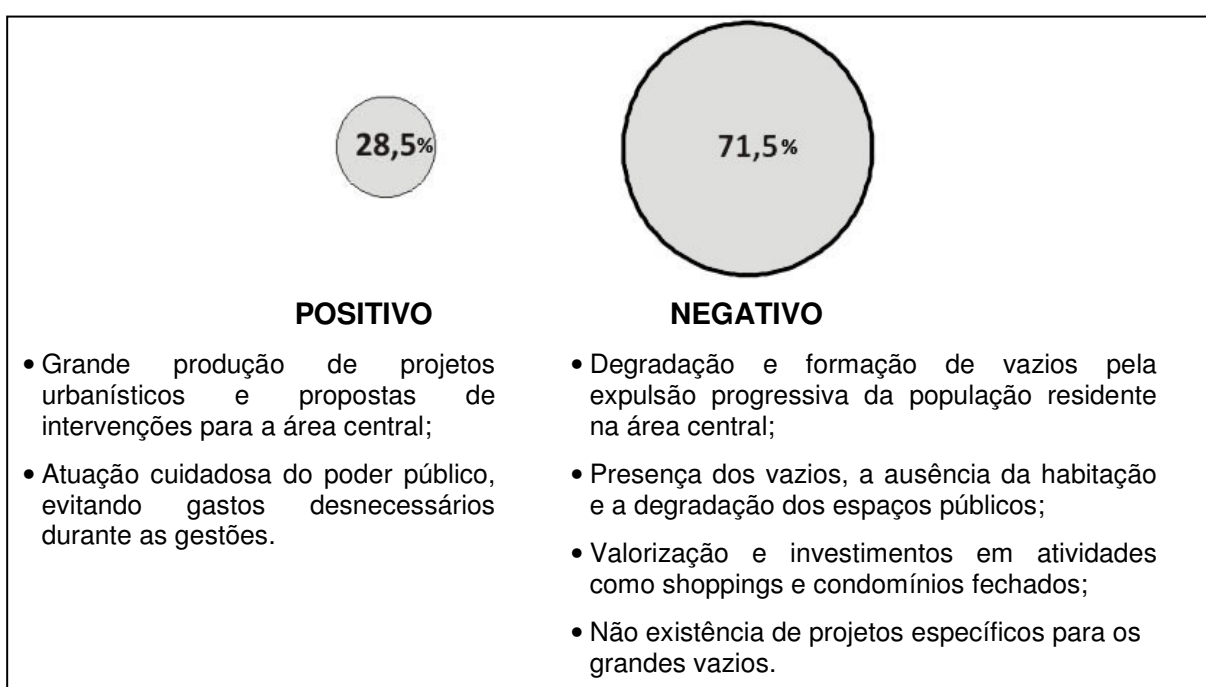 28,5%
71,5%
POSITIVO
• Grande produção de projetos
urbanísticos e propostas de
intervenções para a área central;
• Atuação cuidadosa do poder público,
evitando gastos desnecessários
durante as gestões.
NEGATIVO
• Degradação e formação de vazios pela
expulsão progressiva da população residente
na área central;
• Presença dos vazios, a ausência da habitação
e a degradação dos espaços públicos;
• Valorização e investimentos em atividades
como shoppings e condomínios fechados;
• Não existência de projetos específicos para os
grandes vazios.